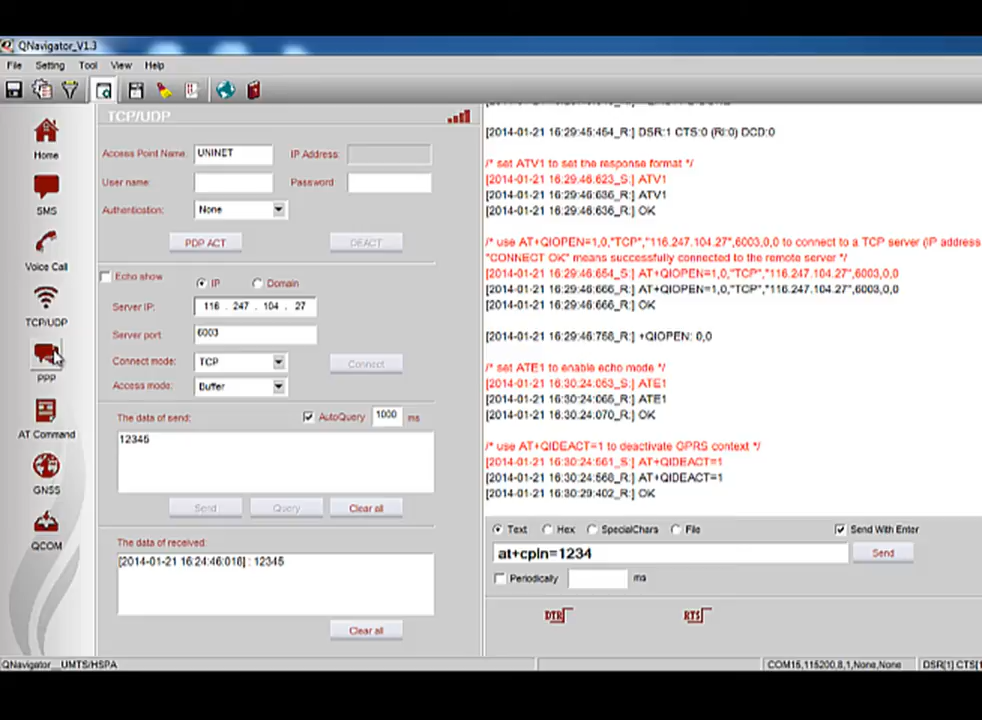 QNavigator_V1.3
File Setting Tool View Help
Home
SMS
Voice Call
TCP/UDP
PPP
AT Command
GNSS
QCOM
TCP/UDP
Access Point Name: UNINET IP Address:
User name: Password
Authentication: None
PDP ACT DEACT
Echo show IP Domain
Server IP: 116 . 247 . 104 . 27
Server port 6003
Connect mode: TCP Connect
Access mode: Buffer
The data of send: AutoQuery 1000 ms
12345
Send Query Clear all
The data of received:
[2014-01-21 16:24:46:018] : 12345
Clear all
[2014-01-21 16:29:45:454_R:] DSR:1 CTS:0 (RI:0) DCD:0
/* set ATV1 to set the response format */
[2014-01-21 16:29:46:623_S:] ATV1
[2014-01-21 16:29:46:636_R:] ATV1
[2014-01-21 16:29:46:636_R:] OK
/* use AT+QIOPEN=1,0,"TCP","116.247.104.27",6003,0,0 to connect to a TCP server (IP address
"CONNECT OK" means successfully connected to the remote server */
[2014-01-21 16:29:46:654_S:] AT+QIOPEN=1,0,"TCP","116.247.104.27",6003,0,0
[2014-01-21 16:29:46:666_R:] AT+QIOPEN=1,0,"TCP","116.247.104.27",6003,0,0
[2014-01-21 16:29:46:666_R:] OK
[2014-01-21 16:29:46:758_R:] +QIOPEN: 0,0
/* set ATE1 to enable echo mode */
[2014-01-21 16:30:24:053_S:] ATE1
[2014-01-21 16:30:24:066_R:] ATE1
[2014-01-21 16:30:24:070_R:] OK
/* use AT+QIDEACT=1 to deactivate GPRS context */
[2014-01-21 16:30:24:561_S:] AT+QIDEACT=1
[2014-01-21 16:30:24:568_R:] AT+QIDEACT=1
[2014-01-21 16:30:29:402_R:] OK
Text Hex SpecialChars File Send With Enter
at+cpin=1234 Send
Periodically ms
DTR RTS
QNavigator__UMTS/HSPA COM15,115200,8,1,None,None DSR[1] CTS[1